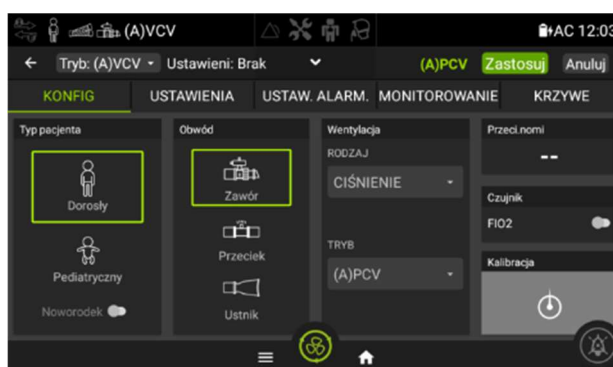 (A)VCV
AC 12:03
Tryb: (A)VCV Ustawieni: Brak (A)PCV Zastosuj Anuluj
KONFIG USTAWIENIA USTAW. ALARM. MONITOROWANIE KRZYWE
Typ pacjenta
Dorosły
Pediatryczny
Noworodek
Obwód
Zawór
Przeciek
Ustnik
Wentylacja
RODZAJ
CIŚNIENIE
TRYB
(A)PCV
Przeci.nomi
--
Czujnik
FIO2
Kalibracja